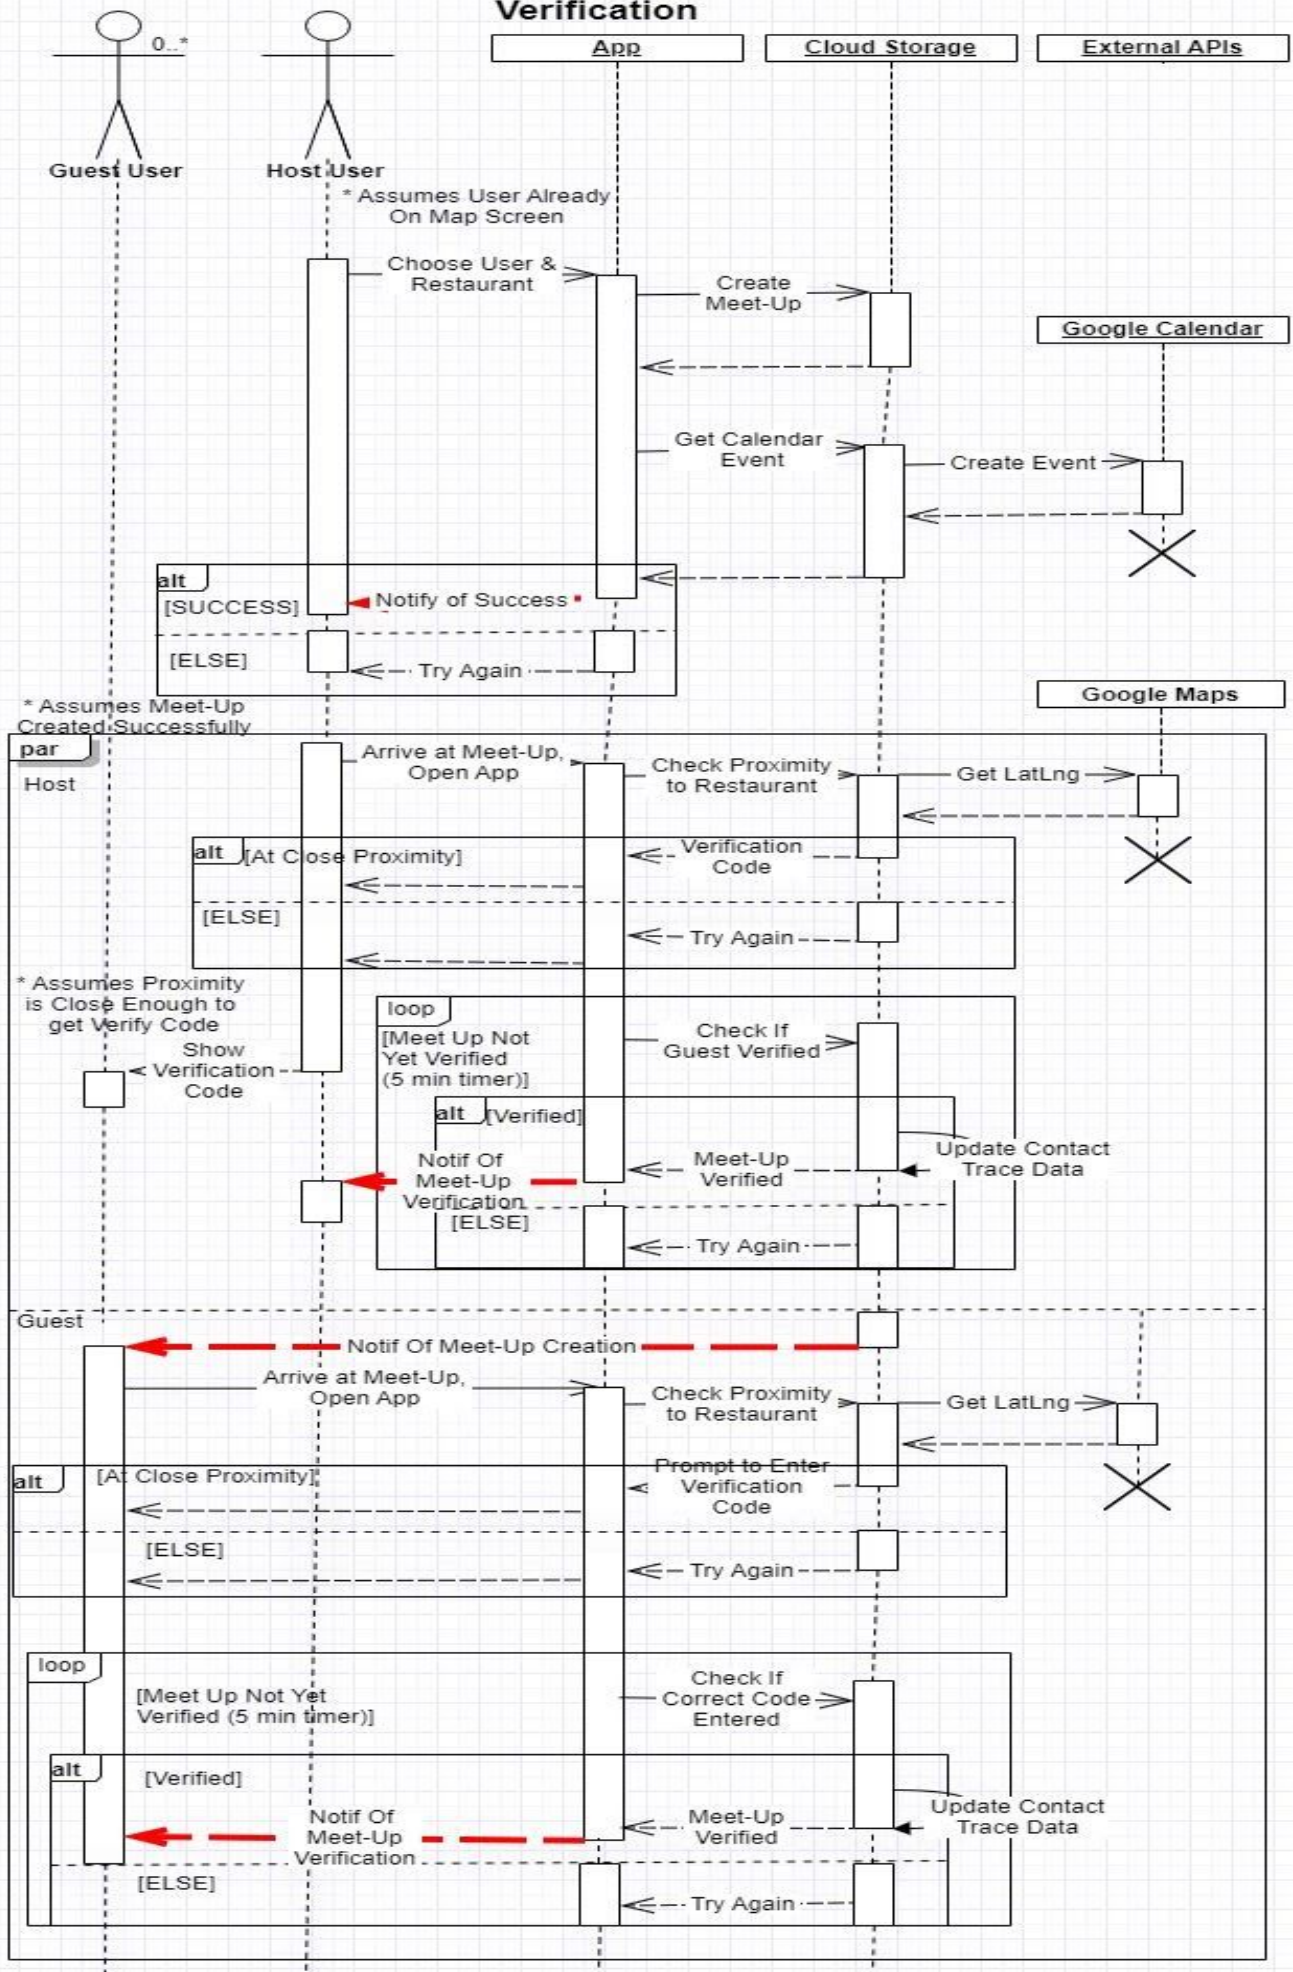 Verification
0..*
App
Cloud Storage
External APIs
Guest User
Host User
* Assumes User Already
On Map Screen
Choose User &
Restaurant
Create
Meet-Up
Google Calendar
Get Calendar
Event
Create Event
alt
[SUCCESS]
Notify of Success
[ELSE]
Try Again
* Assumes Meet-Up
Created Successfully
Google Maps
par
Host
Arrive at Meet-Up,
Open App
Check Proximity
to Restaurant
Get LatLng
alt
[At Close Proximity]
Verification
Code
[ELSE]
Try Again
* Assumes Proximity
is Close Enough to
get Verify Code
Show
Verification
Code
loop
[Meet Up Not
Yet Verified
(5 min timer)]
Check If
Guest Verified
alt
[Verified]
Update Contact
Trace Data
Meet-Up
Verified
Notif Of
Meet-Up
Verification
[ELSE]
Try Again
Guest
Notif Of Meet-Up Creation
Arrive at Meet-Up,
Open App
Check Proximity
to Restaurant
Get LatLng
alt
[At Close Proximity]
Prompt to Enter
Verification
Code
[ELSE]
Try Again
loop
[Meet Up Not Yet
Verified (5 min timer)]
Check If
Correct Code
Entered
alt
[Verified]
Update Contact
Trace Data
Notif Of
Meet-Up
Verification
Meet-Up
Verified
[ELSE]
Try Again